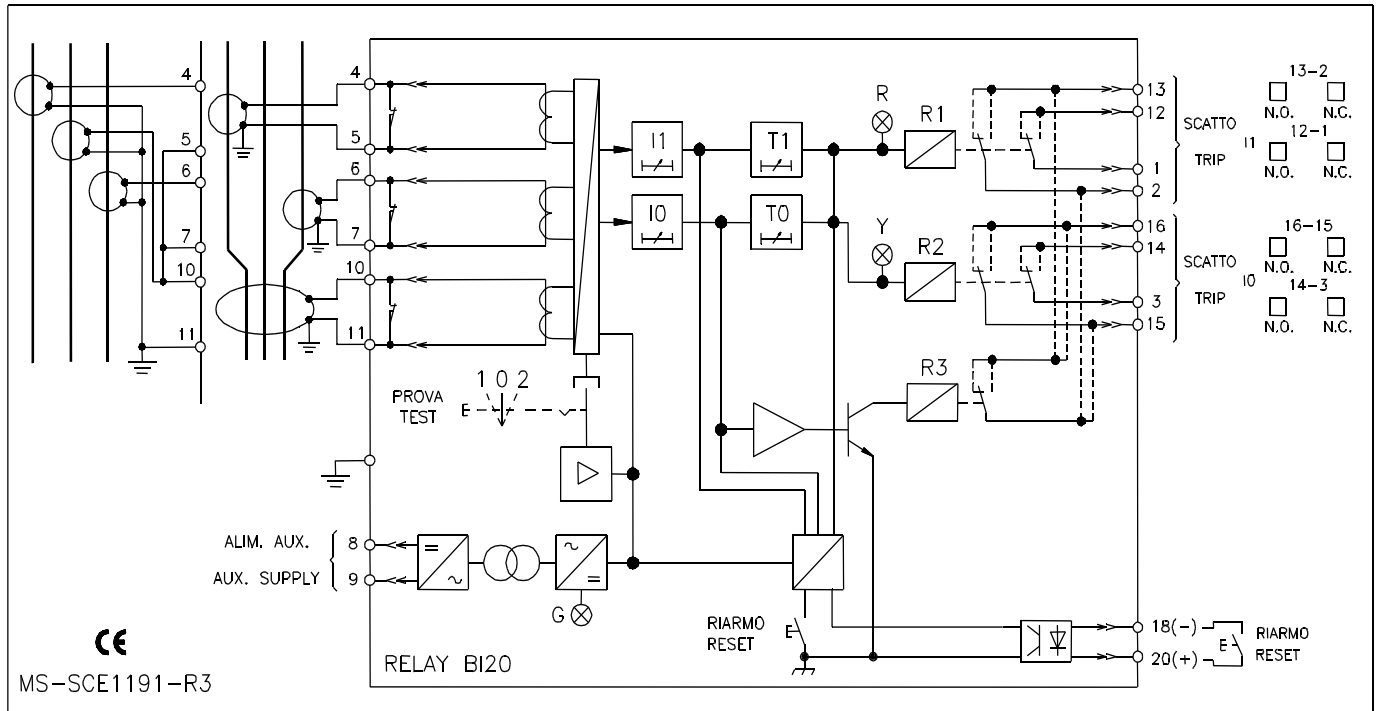 4
5
6
7
10
11
4
5
6
7
10
11
PROVA
TEST
1 0 2
E
ALIM. AUX.
AUX. SUPPLY
8
9
=
~
~
=
G
I1
I0
T1
T0
R
R1
Y
R2
R3
13
12
1
2
16
14
3
15
SCATTO
TRIP
I1
SCATTO
TRIP
I0
13-2
N.O. N.C.
12-1
N.O. N.C.
16-15
N.O. N.C.
14-3
N.O. N.C.
RIARMO
RESET
E
18(-)
20(+)
E
RIARMO
RESET
CE
RELAY BI20
MS-SCE1191-R3